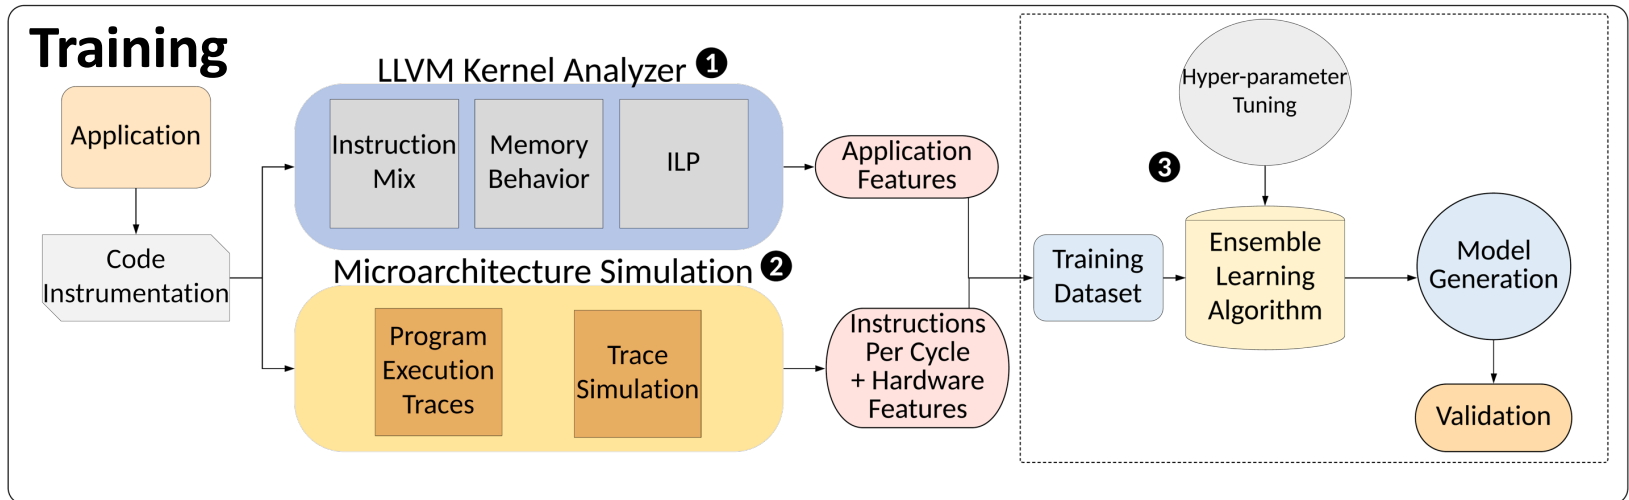 Training
Application
Code
Instrumentation
LLVM Kernel Analyzer 1
Instruction
Mix
Memory
Behavior
ILP
Microarchitecture Simulation 2
Program
Execution
Traces
Trace
Simulation
Application
Features
Instructions
Per Cycle
+ Hardware
Features
3
Hyper-parameter
Tuning
Training
Dataset
Ensemble
Learning
Algorithm
Model
Generation
Validation